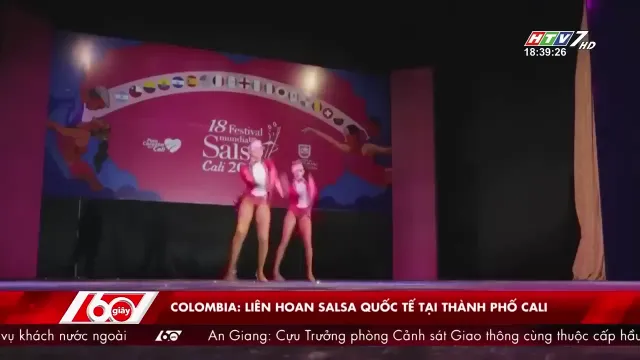 HTV7 HD
18:39:26
18 Festival
mundial
Salsa
Cali
60 giây
COLOMBIA: LIÊN HOAN SALSA QUỐC TẾ TẠI THÀNH PHỐ CALI
vụ khách nước ngoài 60 An Giang: Cựu Trưởng phòng Cảnh sát Giao thông cùng thuộc cấp hầu